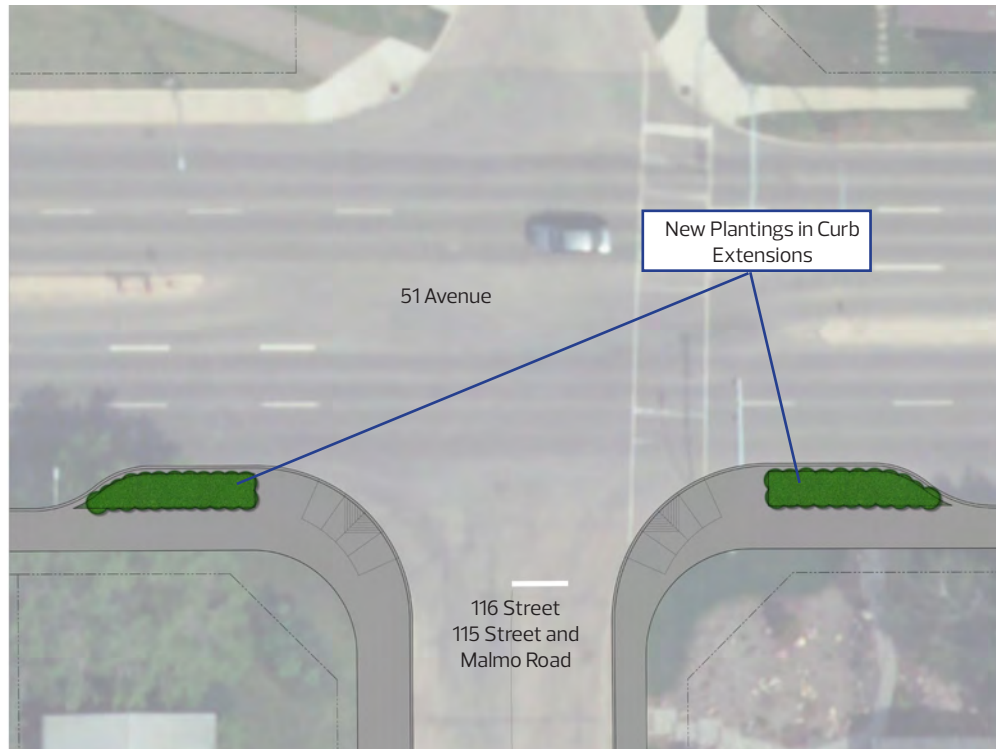 New Plantings in Curb
Extensions
51 Avenue
116 Street
115 Street and
Malmo Road